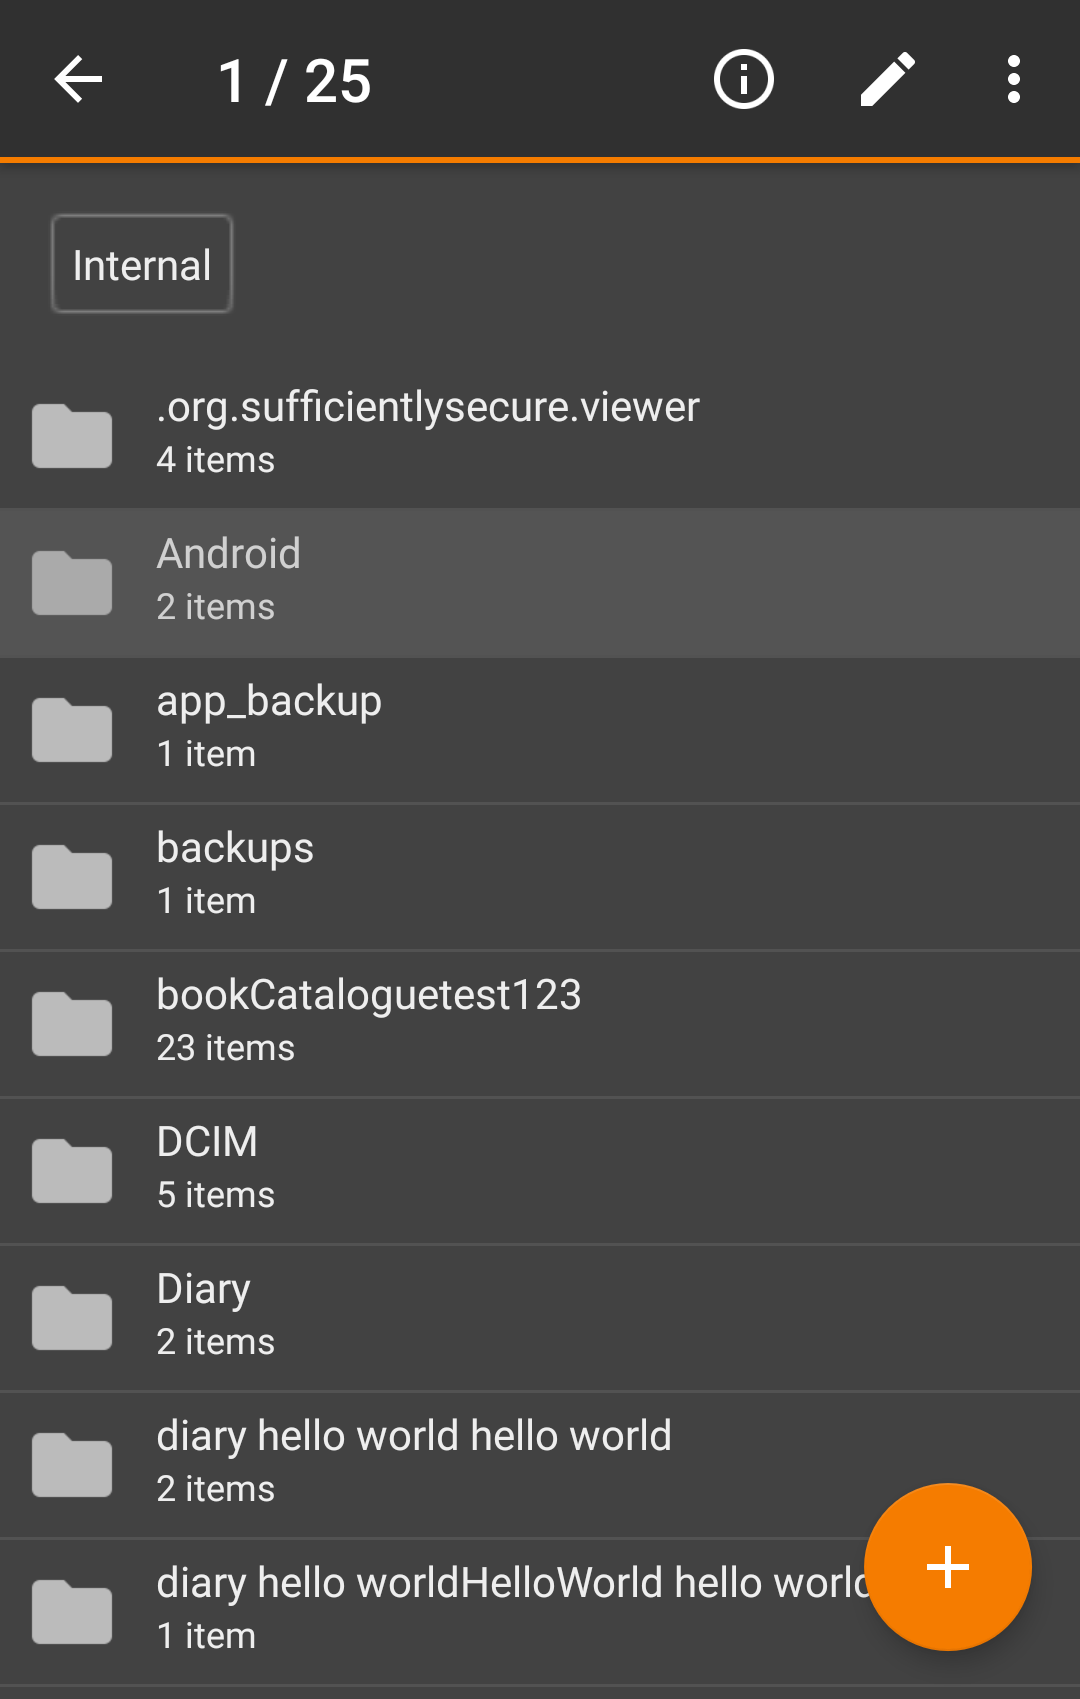 1 / 25
Internal
.org.sufficientlysecure.viewer
4 items
Android
2 items
app_backup
1 item
backups
1 item
bookCataloguetest123
23 items
DCIM
5 items
Diary
2 items
diary hello world hello world
2 items
diary hello worldHelloWorld hello world
1 item